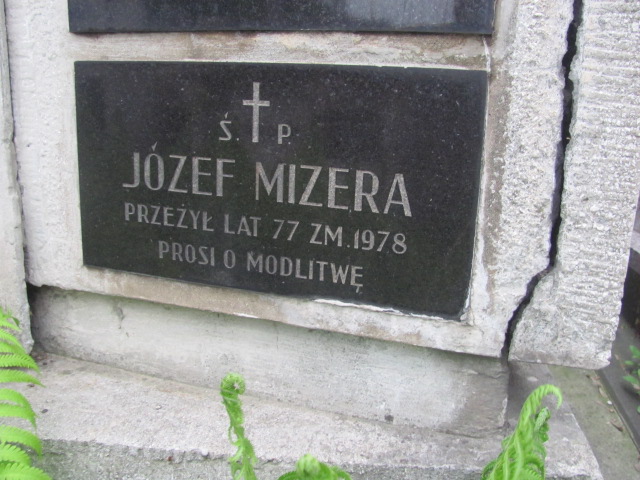 Ś. P.
JÓZEF MIZERA
PRZEŻYŁ LAT 77 ZM. 1978
PROSI O MODLITWĘ